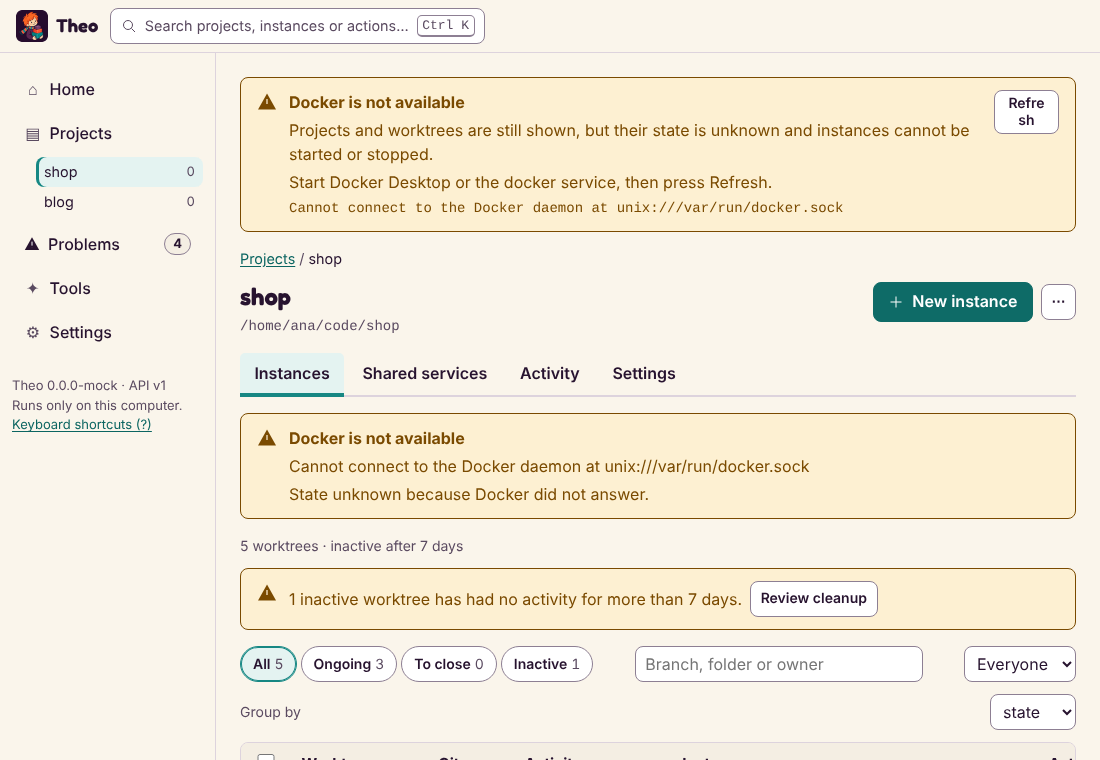 Theo
Search projects, instances or actions... Ctrl K
Home
Projects
shop 0
blog 0
Problems 4
Tools
Settings
Theo 0.0.0-mock · API v1
Runs only on this computer.
Keyboard shortcuts (?)
Docker is not available
Projects and worktrees are still shown, but their state is unknown and instances cannot be
started or stopped.
Start Docker Desktop or the docker service, then press Refresh.
Cannot connect to the Docker daemon at unix:///var/run/docker.sock
Refre
sh
Projects / shop
shop
/home/ana/code/shop
+ New instance ...
Instances Shared services Activity Settings
Docker is not available
Cannot connect to the Docker daemon at unix:///var/run/docker.sock
State unknown because Docker did not answer.
5 worktrees · inactive after 7 days
1 inactive worktree has had no activity for more than 7 days. Review cleanup
All 5 Ongoing 3 To close 0 Inactive 1 Branch, folder or owner Everyone
Group by state